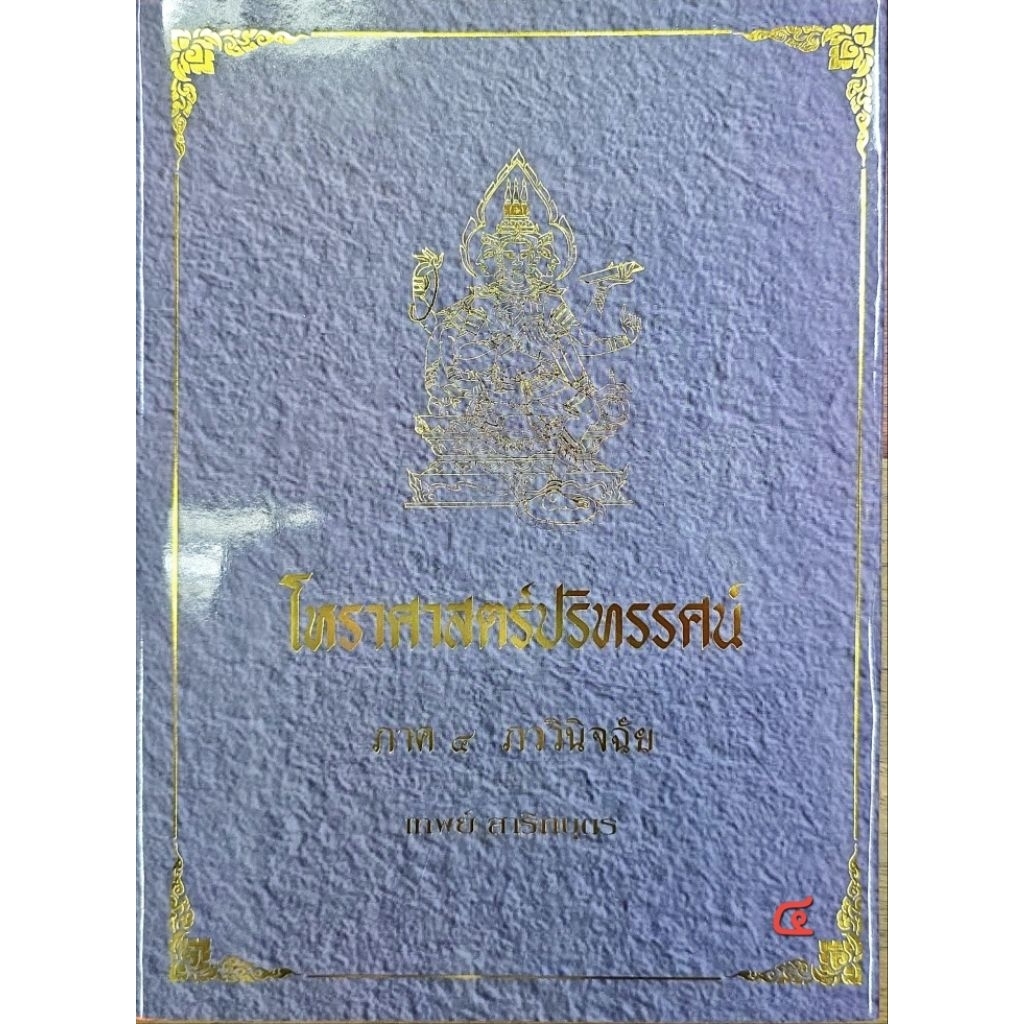 โหราศาสตร์ปริทรรศน์
ภาค ๔ ภาวินิจฉัย
เทพย์ สาริกบุตร
๔